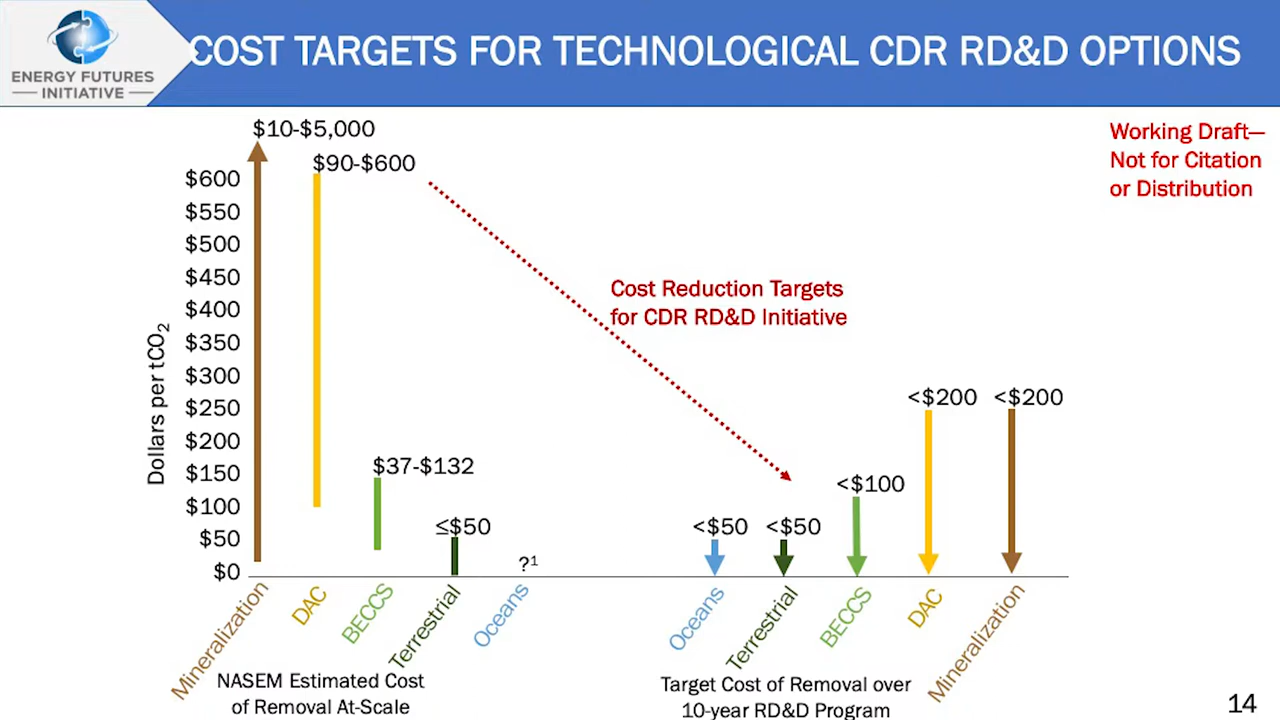 ENERGY FUTURES
INITIATIVE
COST TARGETS FOR TECHNOLOGICAL CDR RD&D OPTIONS
Working Draft—
Not for Citation
or Distribution
$10-$5,000
$90-$600
$600
$550
$500
$450
$400
$350
$300
$250
$200
$150
$100
$50
$0
Dollars per tCO₂
Cost Reduction Targets
for CDR RD&D Initiative
$37-$132
≤$50
?¹
<$50
<$50
<$100
<$200
<$200
Mineralization
DAC
BECCS
Terrestrial
Oceans
Oceans
Terrestrial
BECCS
DAC
Mineralization
NASEM Estimated Cost
of Removal At-Scale
Target Cost of Removal over
10-year RD&D Program
14